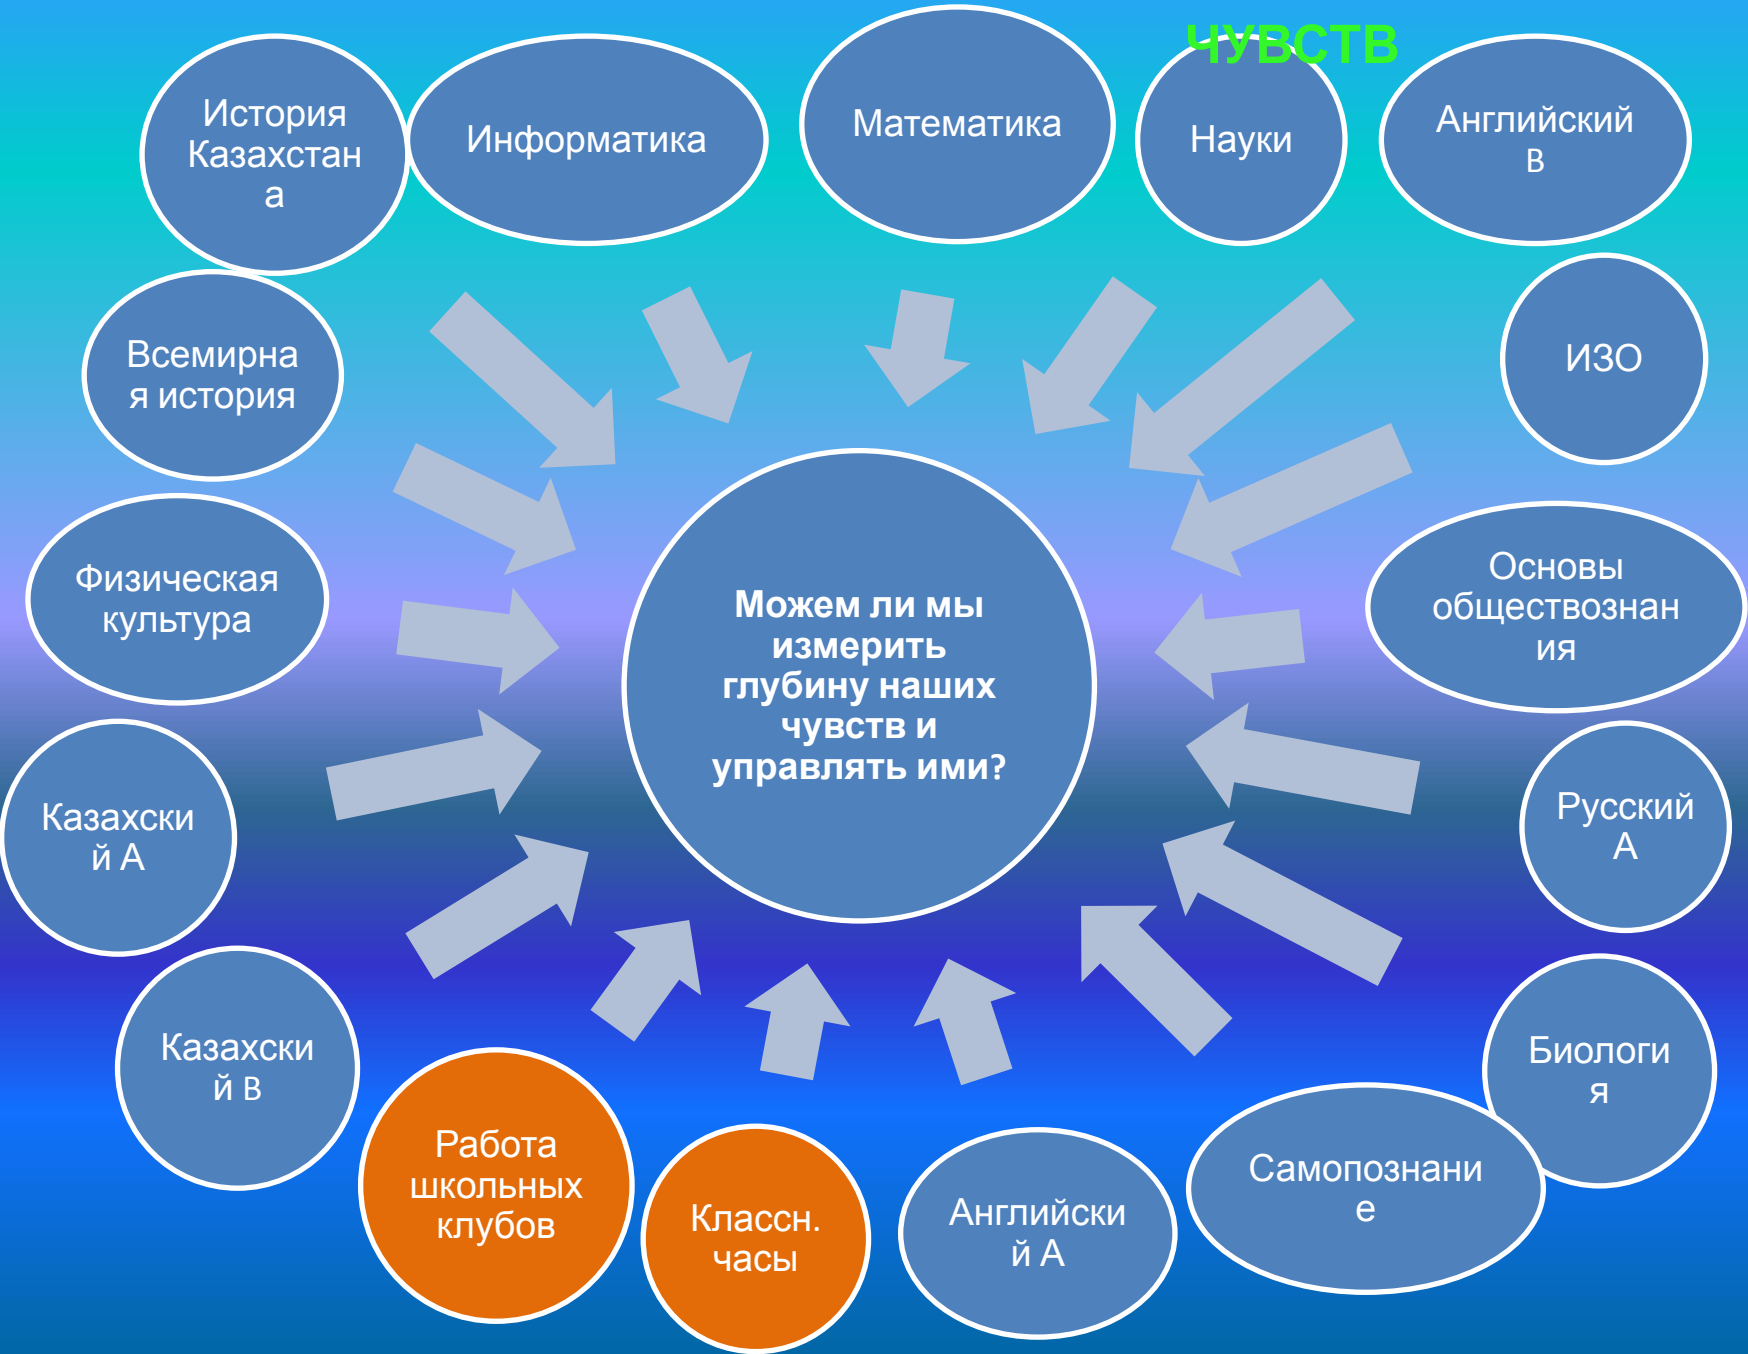 ЧУВСТВ
История
Казахстан
а
Информатика
Математика
Науки
Английский
В
Всемирна
я история
ИЗО
Физическая
культура
Основы
обществознан
ия
Можем ли мы
измерить
глубину наших
чувств и
управлять ими?
Казахски
й А
Русский
А
Казахски
й В
Биологи
я
Работа
школьных
клубов
Классн.
часы
Английски
й А
Самопознани
е